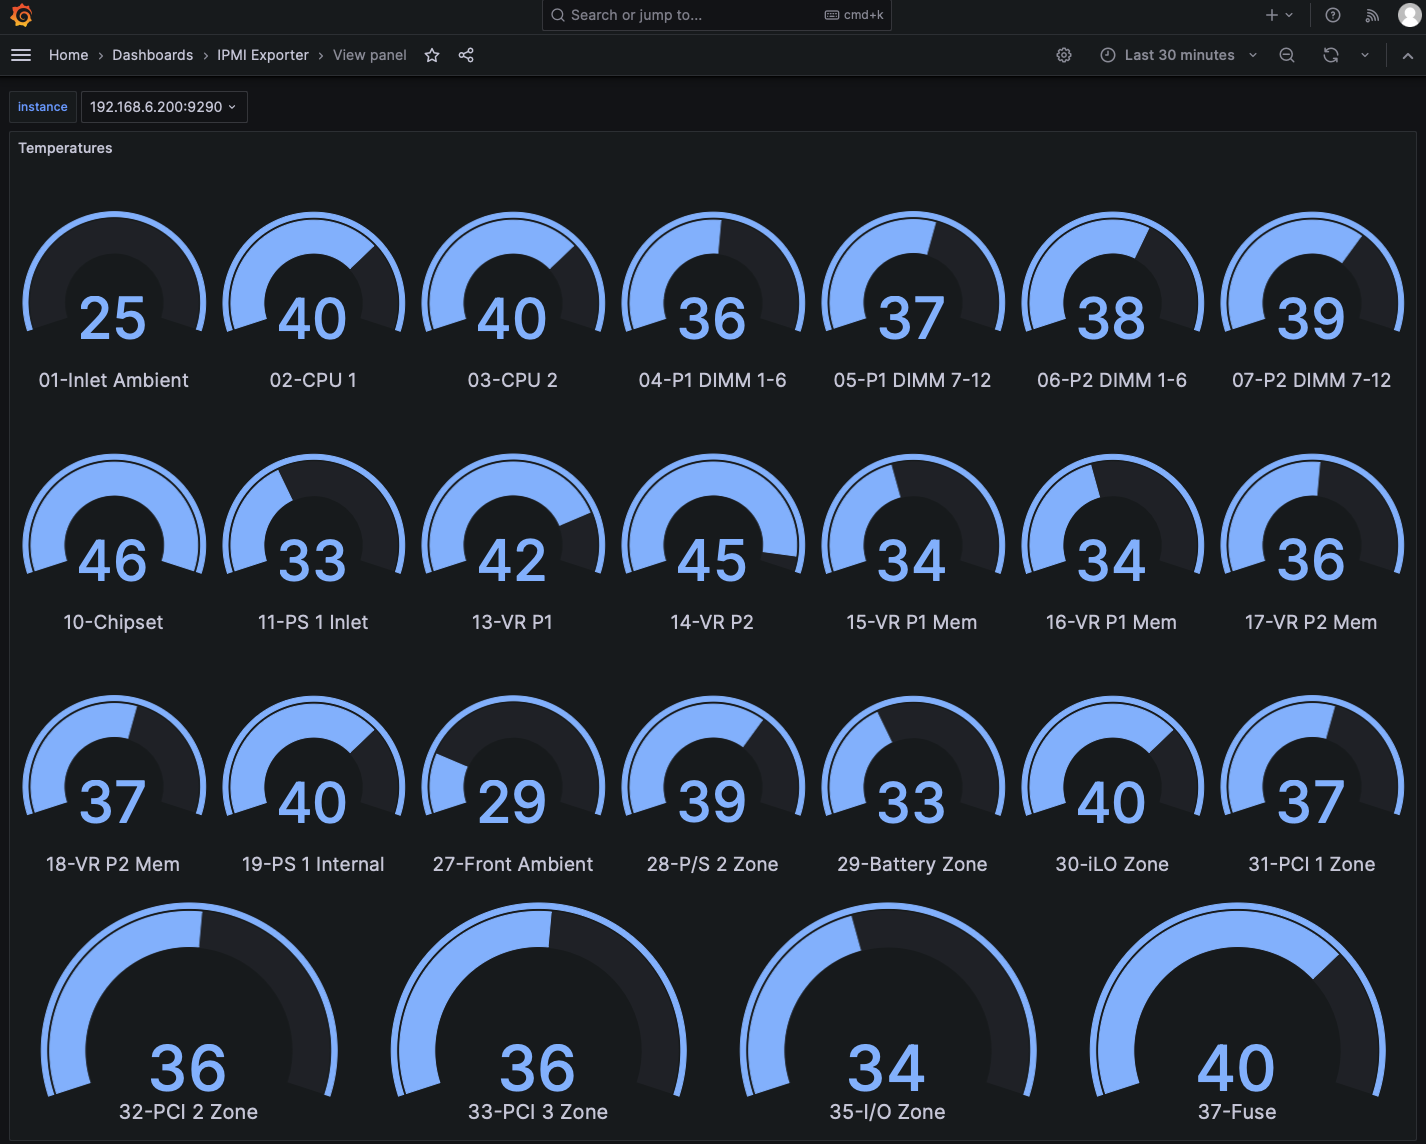 Search or jump to... cmd+k
Home › Dashboards › IPMI Exporter › View panel Last 30 minutes
instance 192.168.6.200:9290
Temperatures
25 40 40 36 37 38 39
01-Inlet Ambient 02-CPU 1 03-CPU 2 04-P1 DIMM 1-6 05-P1 DIMM 7-12 06-P2 DIMM 1-6 07-P2 DIMM 7-12
46 33 42 45 34 34 36
10-Chipset 11-PS 1 Inlet 13-VR P1 14-VR P2 15-VR P1 Mem 16-VR P1 Mem 17-VR P2 Mem
37 40 29 39 33 40 37
18-VR P2 Mem 19-PS 1 Internal 27-Front Ambient 28-P/S 2 Zone 29-Battery Zone 30-iLO Zone 31-PCI 1 Zone
36 36 34 40
32-PCI 2 Zone 33-PCI 3 Zone 35-I/O Zone 37-Fuse